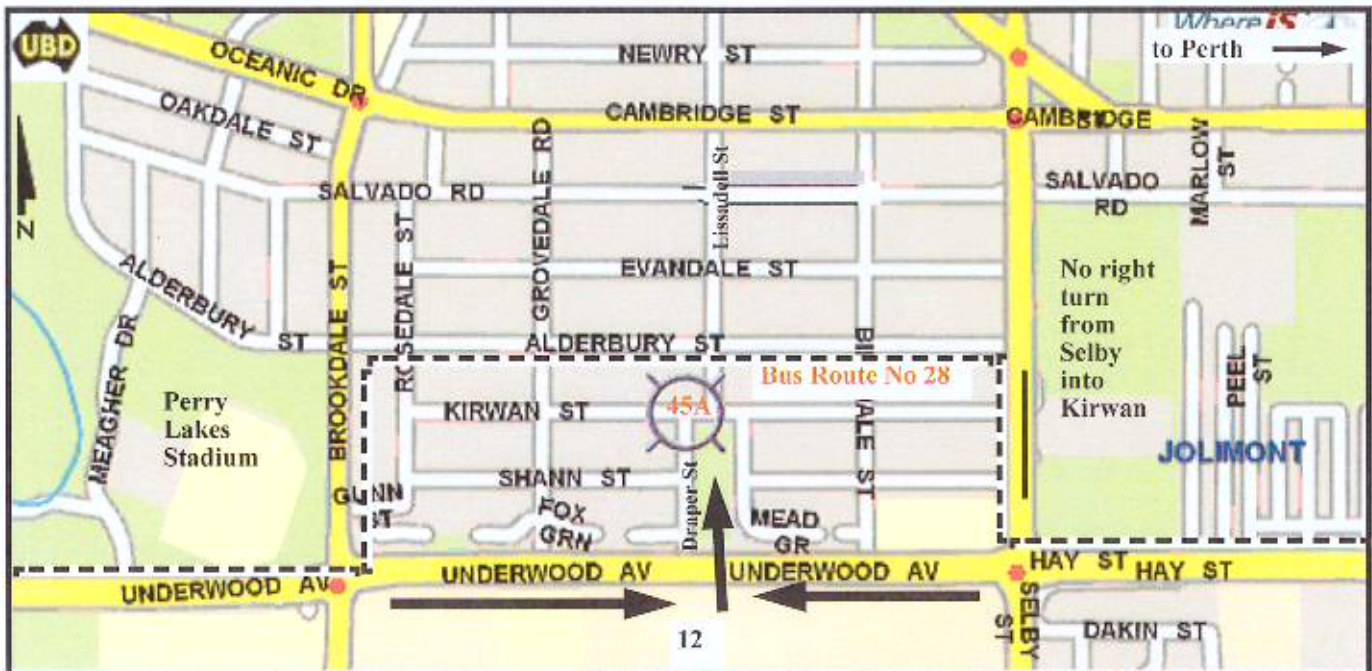 UBD
OCEANIC DR
NEWRY ST
Where iS
to Perth
OAKDALE ST
CAMBRIDGE ST
CAMBRIDGE
ST
SALVADO RD
GROVEDALE RD
Lissadell St
SALVADO
RD
MARLOW
ST
N
ROSEDALE ST
EVANDALE ST
No right
turn
from
Selby
into
Kirwan
ALDERBURY ST
BROOKDALE ST
ALDERBURY ST
MEAGHER DR
Perry
Lakes
Stadium
Bus Route No 28
KIRWAN ST
45A
PEEL
ST
JOLIMONT
SHANN ST
GUNN
ST
FOX
GRN
Draper St
MEAD
GR
UNDERWOOD AV
UNDERWOOD AV
UNDERWOOD AV
HAY ST
HAY ST
SELBY
ST
DAKIN ST
12